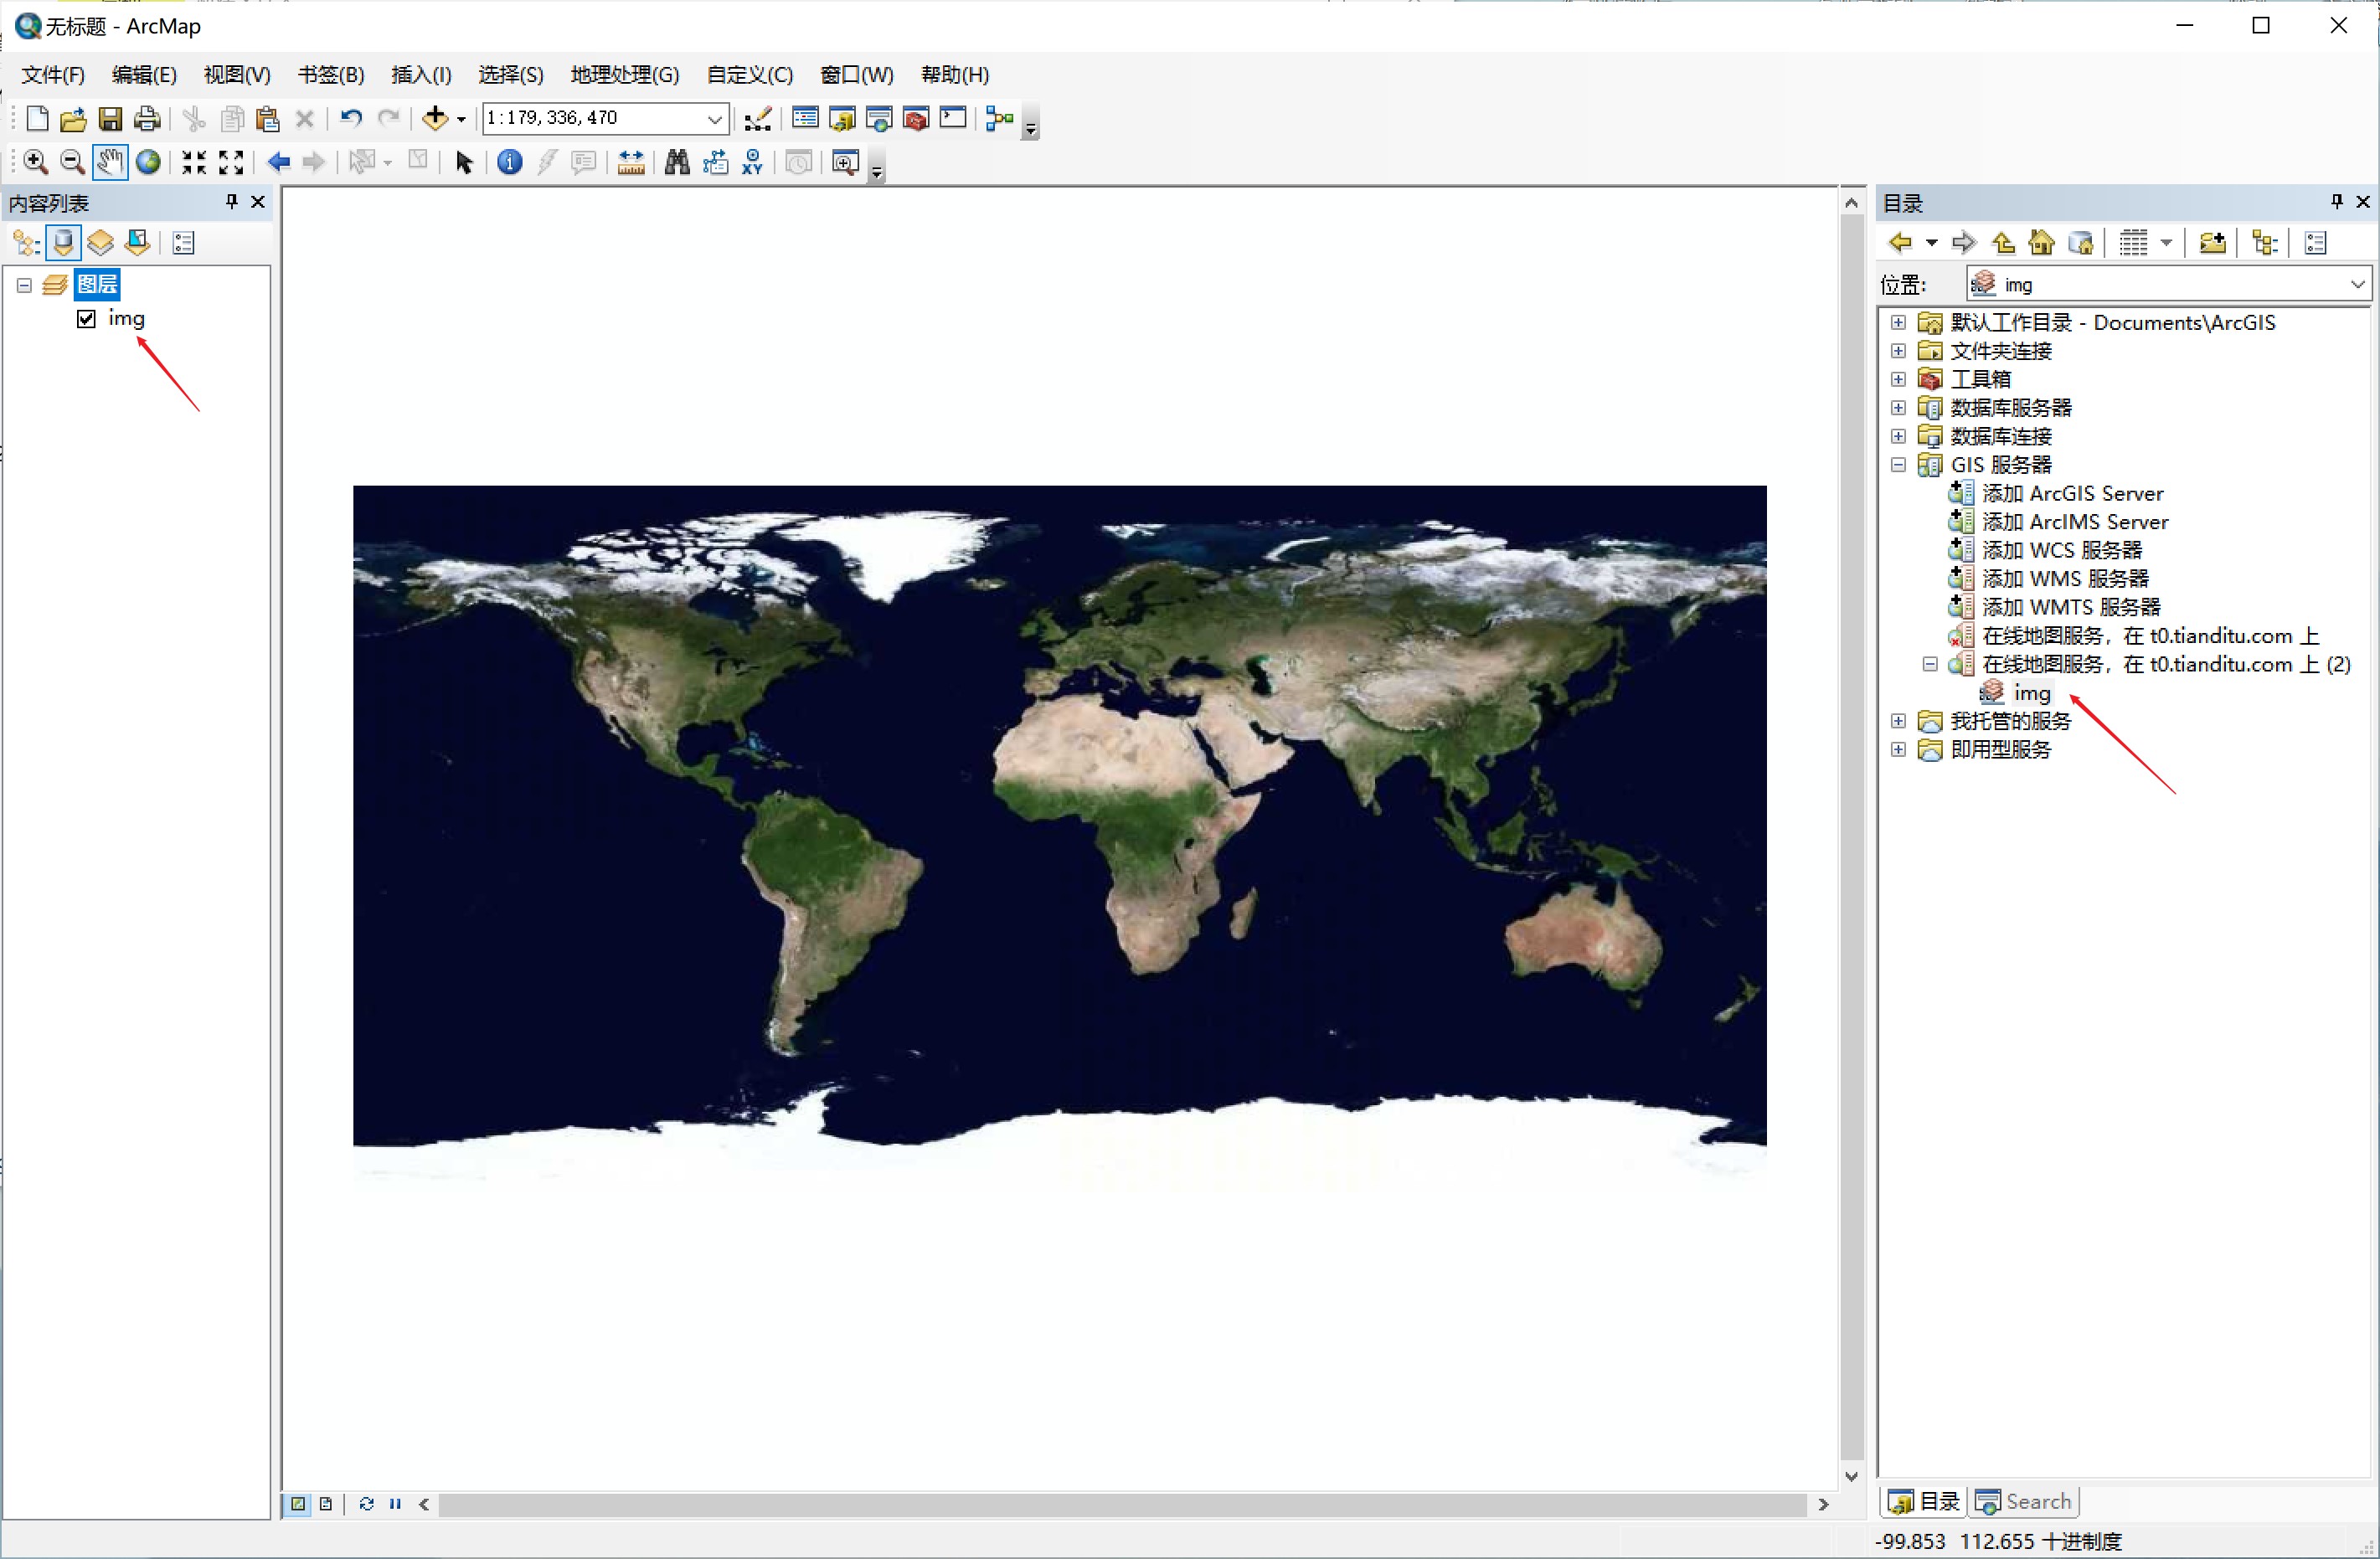 无标题 - ArcMap
文件(F) 编辑(E) 视图(V) 书签(B) 插入(I) 选择(S) 地理处理(G) 自定义(C) 窗口(W) 帮助(H)
1:179,336,470
XY
内容列表
图层
img
目录
位置: img
默认工作目录 - Documents\ArcGIS
文件夹连接
工具箱
数据库服务器
数据库连接
GIS 服务器
添加 ArcGIS Server
添加 ArcIMS Server
添加 WCS 服务器
添加 WMS 服务器
添加 WMTS 服务器
在线地图服务，在 t0.tianditu.com 上
在线地图服务，在 t0.tianditu.com 上 (2)
img
我托管的服务
即用型服务
目录 Search
-99.853 112.655 十进制度